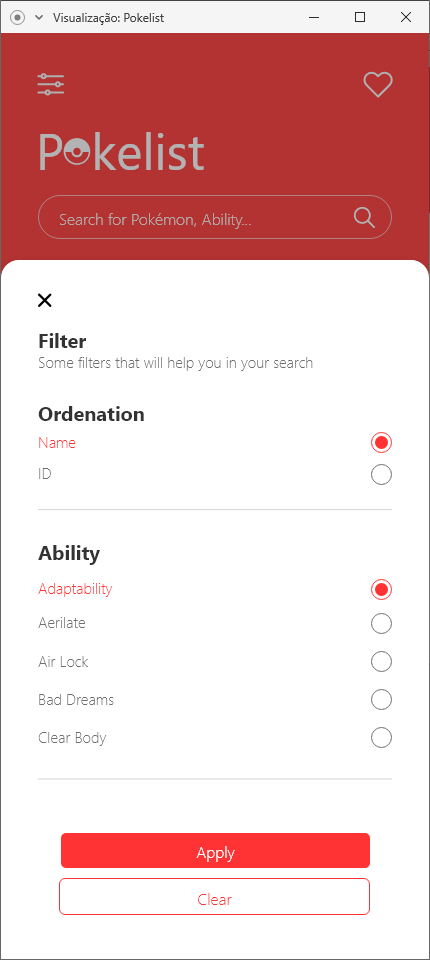 Visualização: Pokelist
Pokelist
Search for Pokémon, Ability...
Filter
Some filters that will help you in your search
Ordenation
Name
ID
Ability
Adaptability
Aerilate
Air Lock
Bad Dreams
Clear Body
Apply
Clear